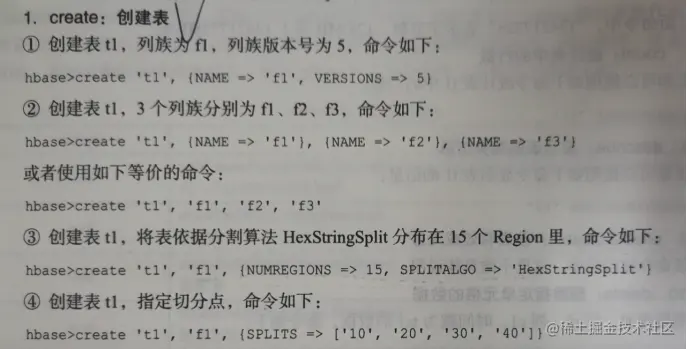 1. create：创建表
① 创建表 t1，列族为 f1，列族版本号为 5，命令如下：
hbase>create 't1', {NAME => 'f1', VERSIONS => 5}
② 创建表 t1，3 个列族分别为 f1、f2、f3，命令如下：
hbase>create 't1', {NAME => 'f1'}, {NAME => 'f2'}, {NAME => 'f3'}
或者使用如下等价的命令：
hbase>create 't1', 'f1', 'f2', 'f3'
③ 创建表 t1，将表依据分割算法 HexStringSplit 分布在 15 个 Region 里，命令如下：
hbase>create 't1', 'f1', {NUMREGIONS => 15, SPLITALGO => 'HexStringSplit'}
④ 创建表 t1，指定切分点，命令如下：
hbase>create 't1', 'f1', {SPLITS => ['10', '20', '30', '40']}
@稀土掘金技术社区